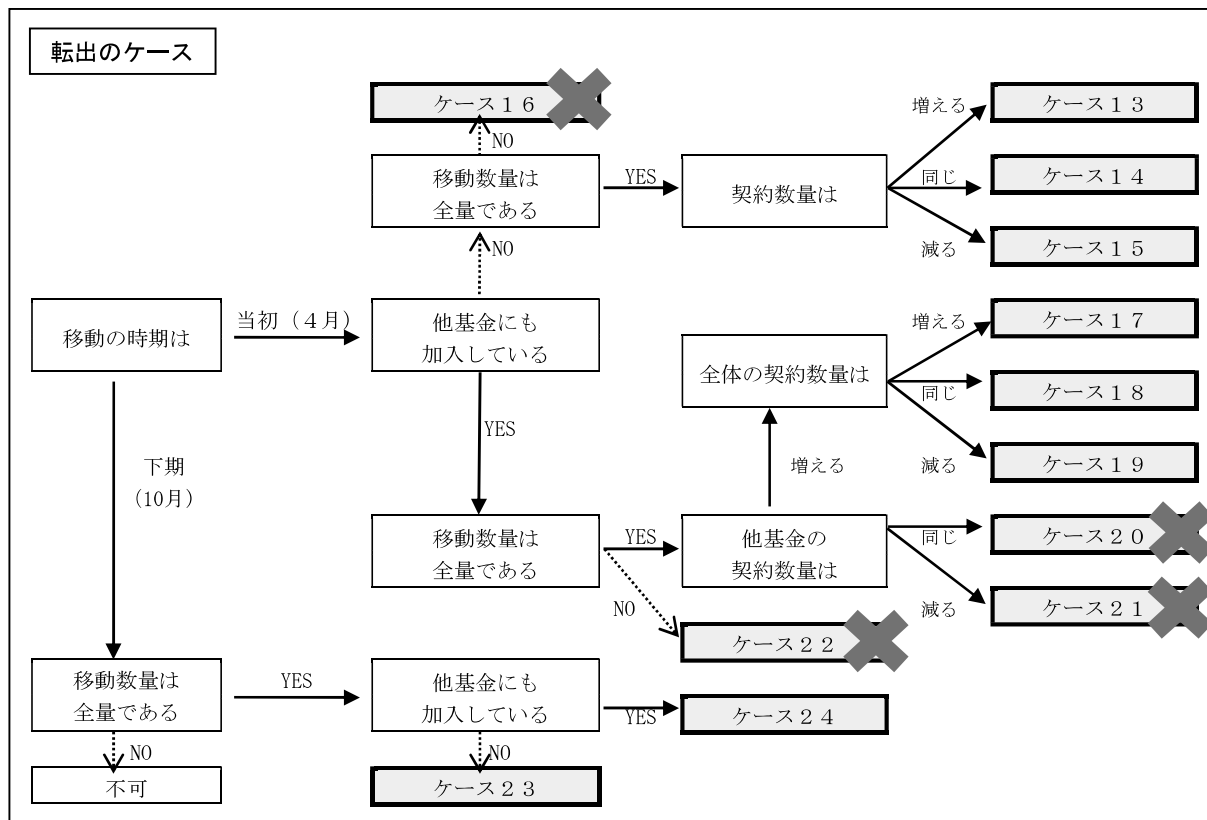 転出のケース
ケース16
増える
ケース13
NO
移動数量は
全量である
YES
契約数量は
同じ
ケース14
減る
ケース15
NO
移動の時期は
当初（４月）
他基金にも
加入している
増える
ケース17
全体の契約数量は
同じ
ケース18
YES
増える
減る
ケース19
下期
（10月）
移動数量は
全量である
YES
他基金の
契約数量は
同じ
ケース20
NO
減る
ケース21
ケース22
移動数量は
全量である
YES
他基金にも
加入している
YES
ケース24
NO
NO
不可
ケース23